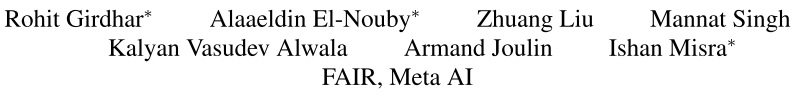 Rohit Girdhar* Alaaeldin El-Nouby* Zhuang Liu Mannat Singh
Kalyan Vasudev Alwala Armand Joulin Ishan Misra*
FAIR, Meta AI